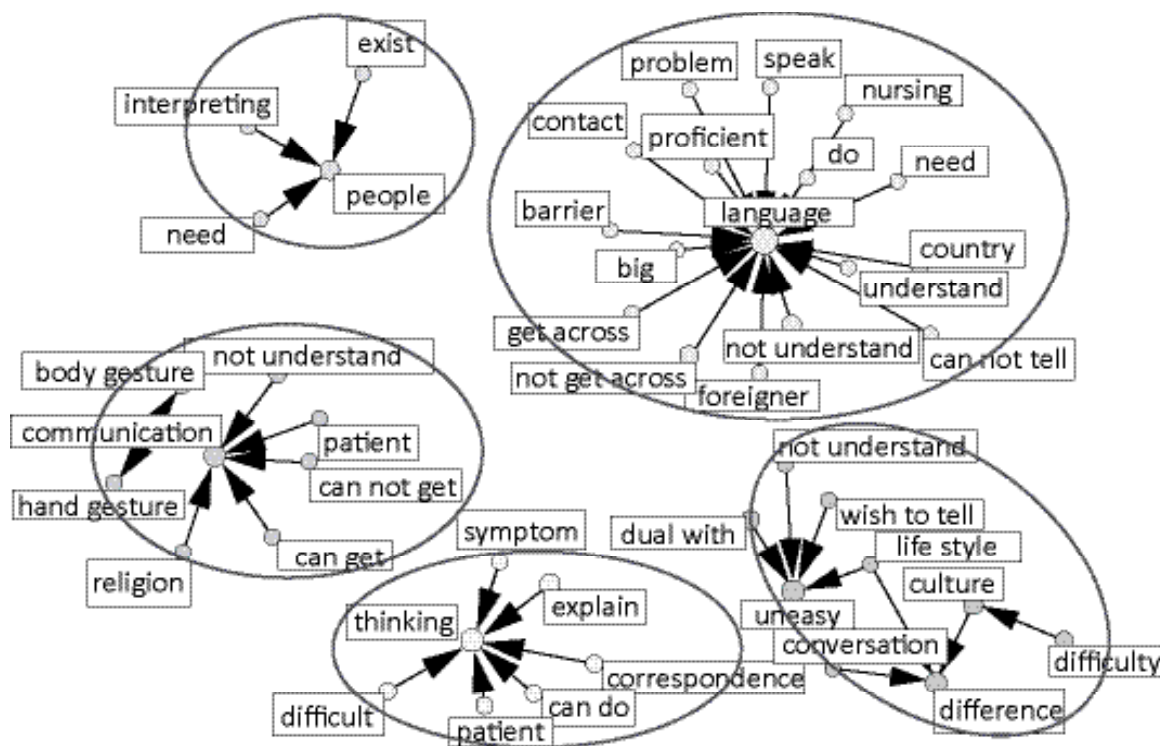 exist
interpreting
people
need
problem
speak
nursing
contact
proficient
do
need
barrier
language
big
country
understand
get across
not understand
can not tell
not get across
foreigner
not understand
body gesture
communication
patient
can not get
hand gesture
can get
religion
symptom
explain
thinking
correspondence
difficult
can do
patient
not understand
wish to tell
dual with
life style
culture
uneasy
conversation
difficulty
difference